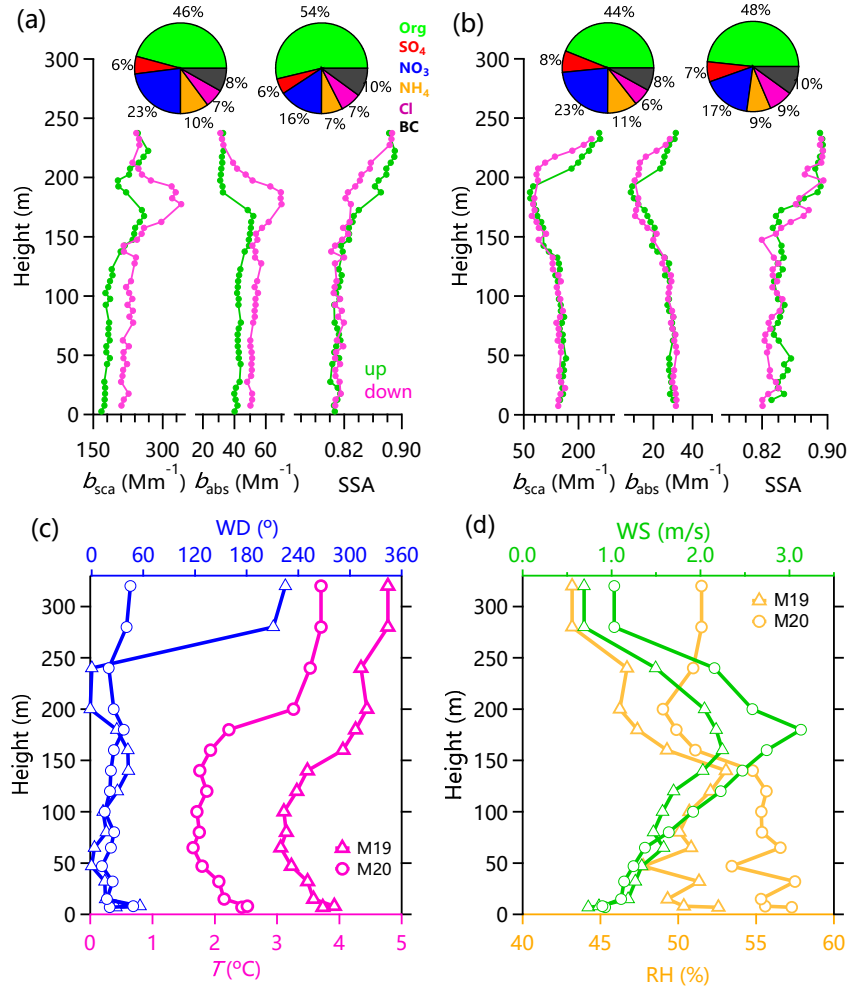 (a)
46%
54%
6%
8%
23%
7%
10%
6%
10%
16%
7%
7%
Org
SO4
NO3
NH4
Cl
BC
300
250
200
150
100
50
0
Height (m)
up
down
150
300
20
60
0.82
0.90
bsca (Mm⁻¹)
babs (Mm⁻¹)
SSA
(b)
44%
48%
8%
8%
23%
6%
11%
7%
10%
17%
9%
9%
300
250
200
150
100
50
0
Height (m)
50
200
20
40
0.82
0.90
bsca (Mm⁻¹)
babs (Mm⁻¹)
SSA
(c)
WD (º)
0
60
120
180
240
300
360
300
250
200
150
100
50
0
Height (m)
M19
M20
0
1
2
3
4
5
T (ºC)
(d)
WS (m/s)
0.0
1.0
2.0
3.0
300
250
200
150
100
50
0
Height (m)
M19
M20
40
45
50
55
60
RH (%)